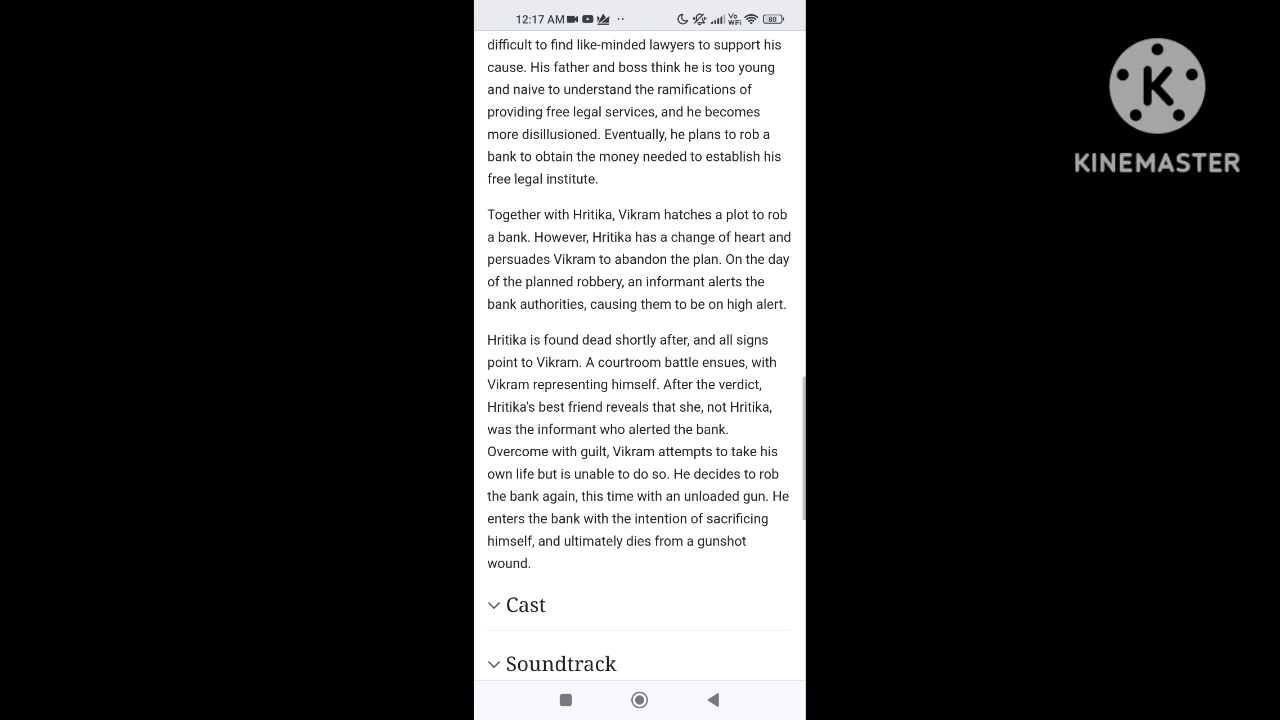 12:17 AM
Vo
WiFi
80
difficult to find like-minded lawyers to support his
cause. His father and boss think he is too young
and naive to understand the ramifications of
providing free legal services, and he becomes
more disillusioned. Eventually, he plans to rob a
bank to obtain the money needed to establish his
free legal institute.
Together with Hritika, Vikram hatches a plot to rob
a bank. However, Hritika has a change of heart and
persuades Vikram to abandon the plan. On the day
of the planned robbery, an informant alerts the
bank authorities, causing them to be on high alert.
Hritika is found dead shortly after, and all signs
point to Vikram. A courtroom battle ensues, with
Vikram representing himself. After the verdict,
Hritika's best friend reveals that she, not Hritika,
was the informant who alerted the bank.
Overcome with guilt, Vikram attempts to take his
own life but is unable to do so. He decides to rob
the bank again, this time with an unloaded gun. He
enters the bank with the intention of sacrificing
himself, and ultimately dies from a gunshot
wound.
Cast
Soundtrack
K
KINEMASTER